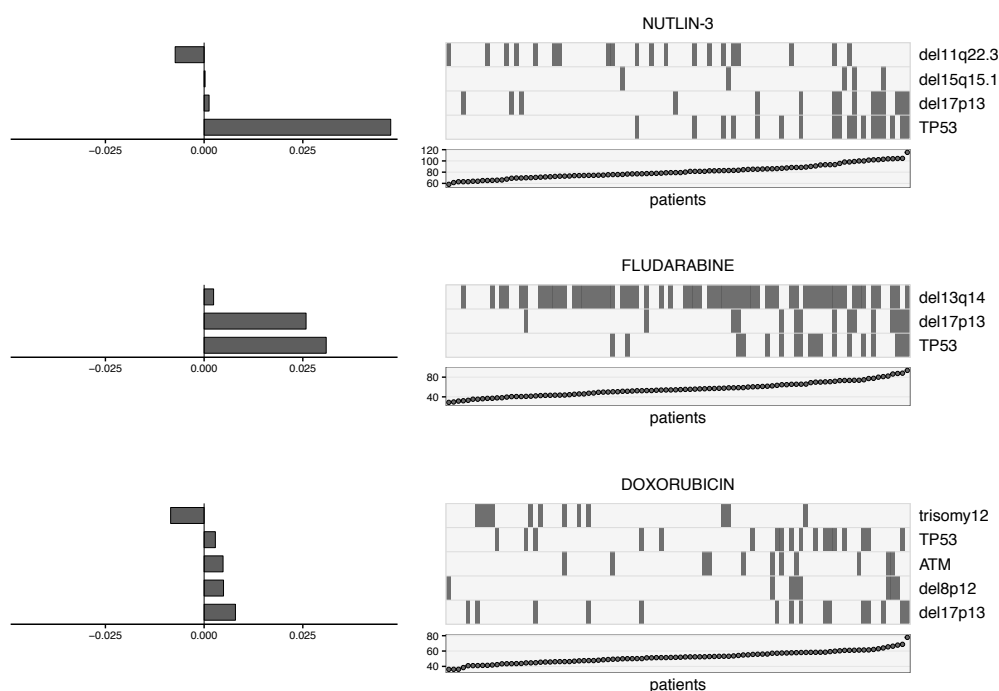 NUTLIN-3
del11q22.3
del15q15.1
del17p13
TP53
−0.025 0.000 0.025
120
100
80
60
patients
FLUDARABINE
del13q14
del17p13
TP53
−0.025 0.000 0.025
80
40
patients
DOXORUBICIN
trisomy12
TP53
ATM
del8p12
del17p13
−0.025 0.000 0.025
80
60
40
patients